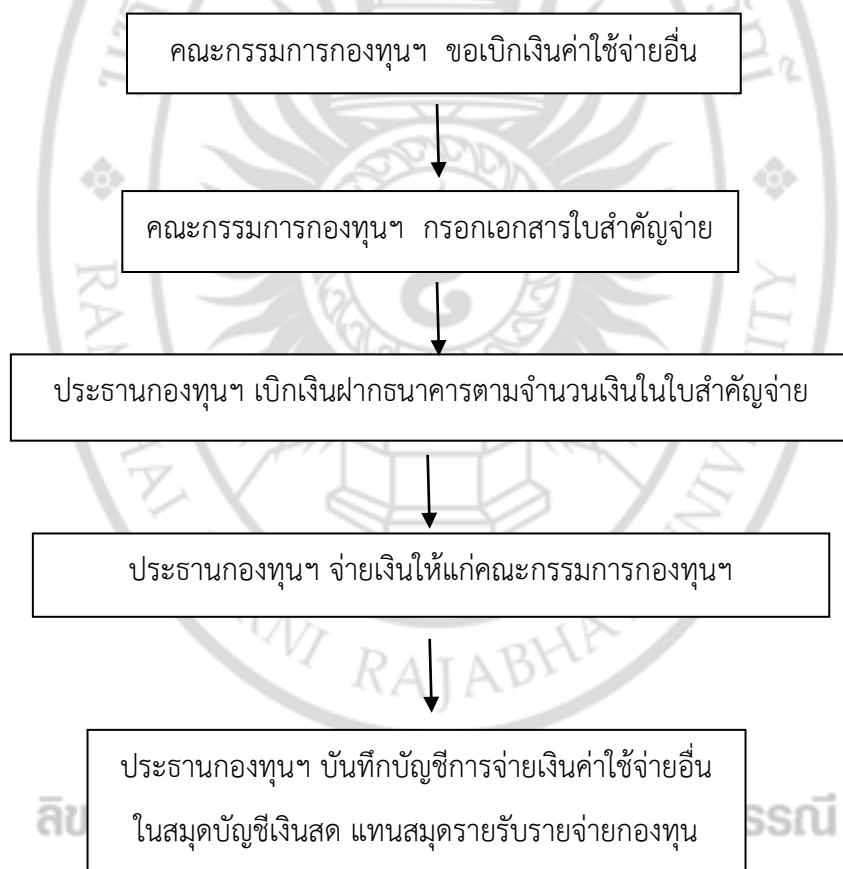 คณะกรรมการกองทุนฯ ขอเบิกเงินค่าใช้จ่ายอื่น
คณะกรรมการกองทุนฯ กรอกเอกสารใบสำคัญจ่าย
ประธานกองทุนฯ เบิกเงินฝากธนาคารตามจำนวนเงินในใบสำคัญจ่าย
ประธานกองทุนฯ จ่ายเงินให้แก่คณะกรรมการกองทุนฯ
RAJABHA
ประธานกองทุนฯ บันทึกบัญชีการจ่ายเงินค่าใช้จ่ายอื่น
ในสมุดบัญชีเงินสด แทนสมุดรายรับรายจ่ายกองทุน